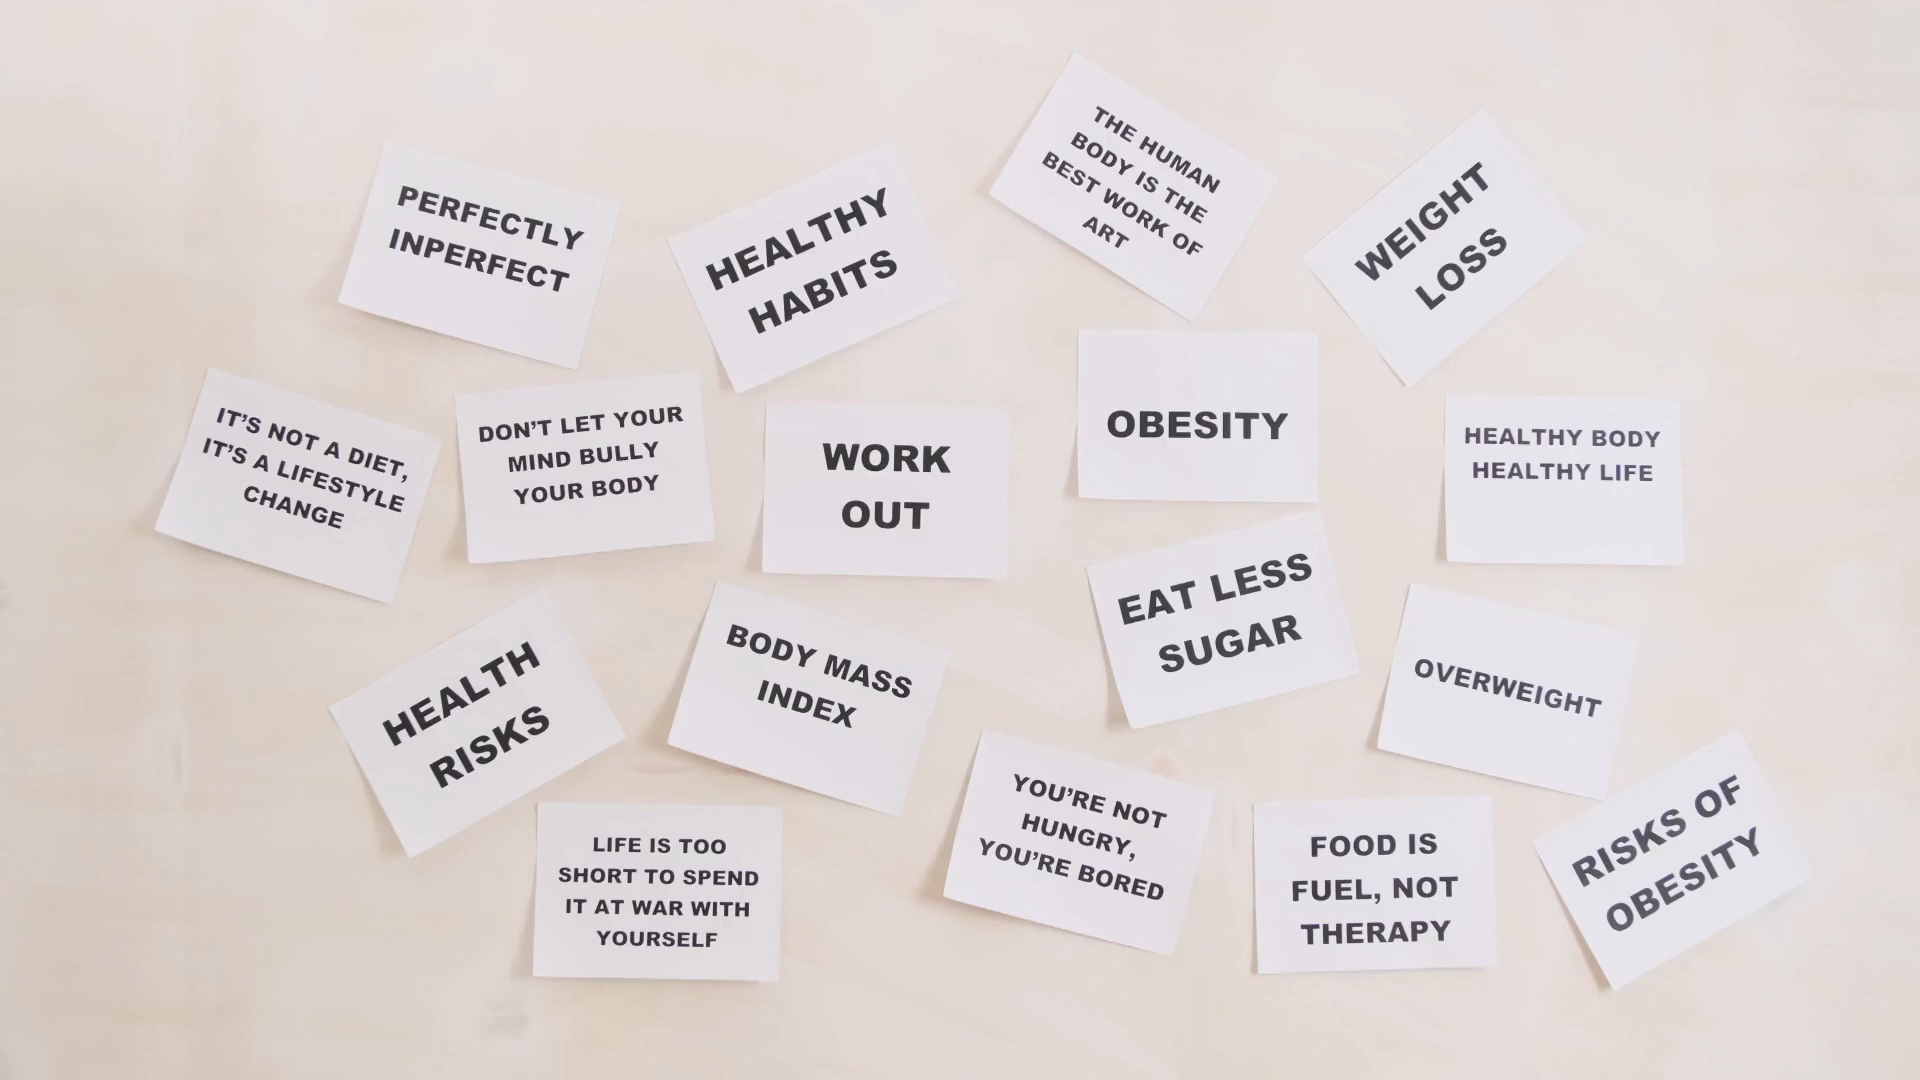 PERFECTLY
INPERFECT
HEALTHY
HABITS
THE HUMAN
BODY IS THE
BEST WORK OF
ART
WEIGHT
LOSS
IT'S NOT A DIET,
IT'S A LIFESTYLE
CHANGE
DON'T LET YOUR
MIND BULLY
YOUR BODY
WORK
OUT
OBESITY
HEALTHY BODY
HEALTHY LIFE
HEALTH
RISKS
BODY MASS
INDEX
EAT LESS
SUGAR
OVERWEIGHT
LIFE IS TOO
SHORT TO SPEND
IT AT WAR WITH
YOURSELF
YOU'RE NOT
HUNGRY,
YOU'RE BORED
FOOD IS
FUEL, NOT
THERAPY
RISKS OF
OBESITY